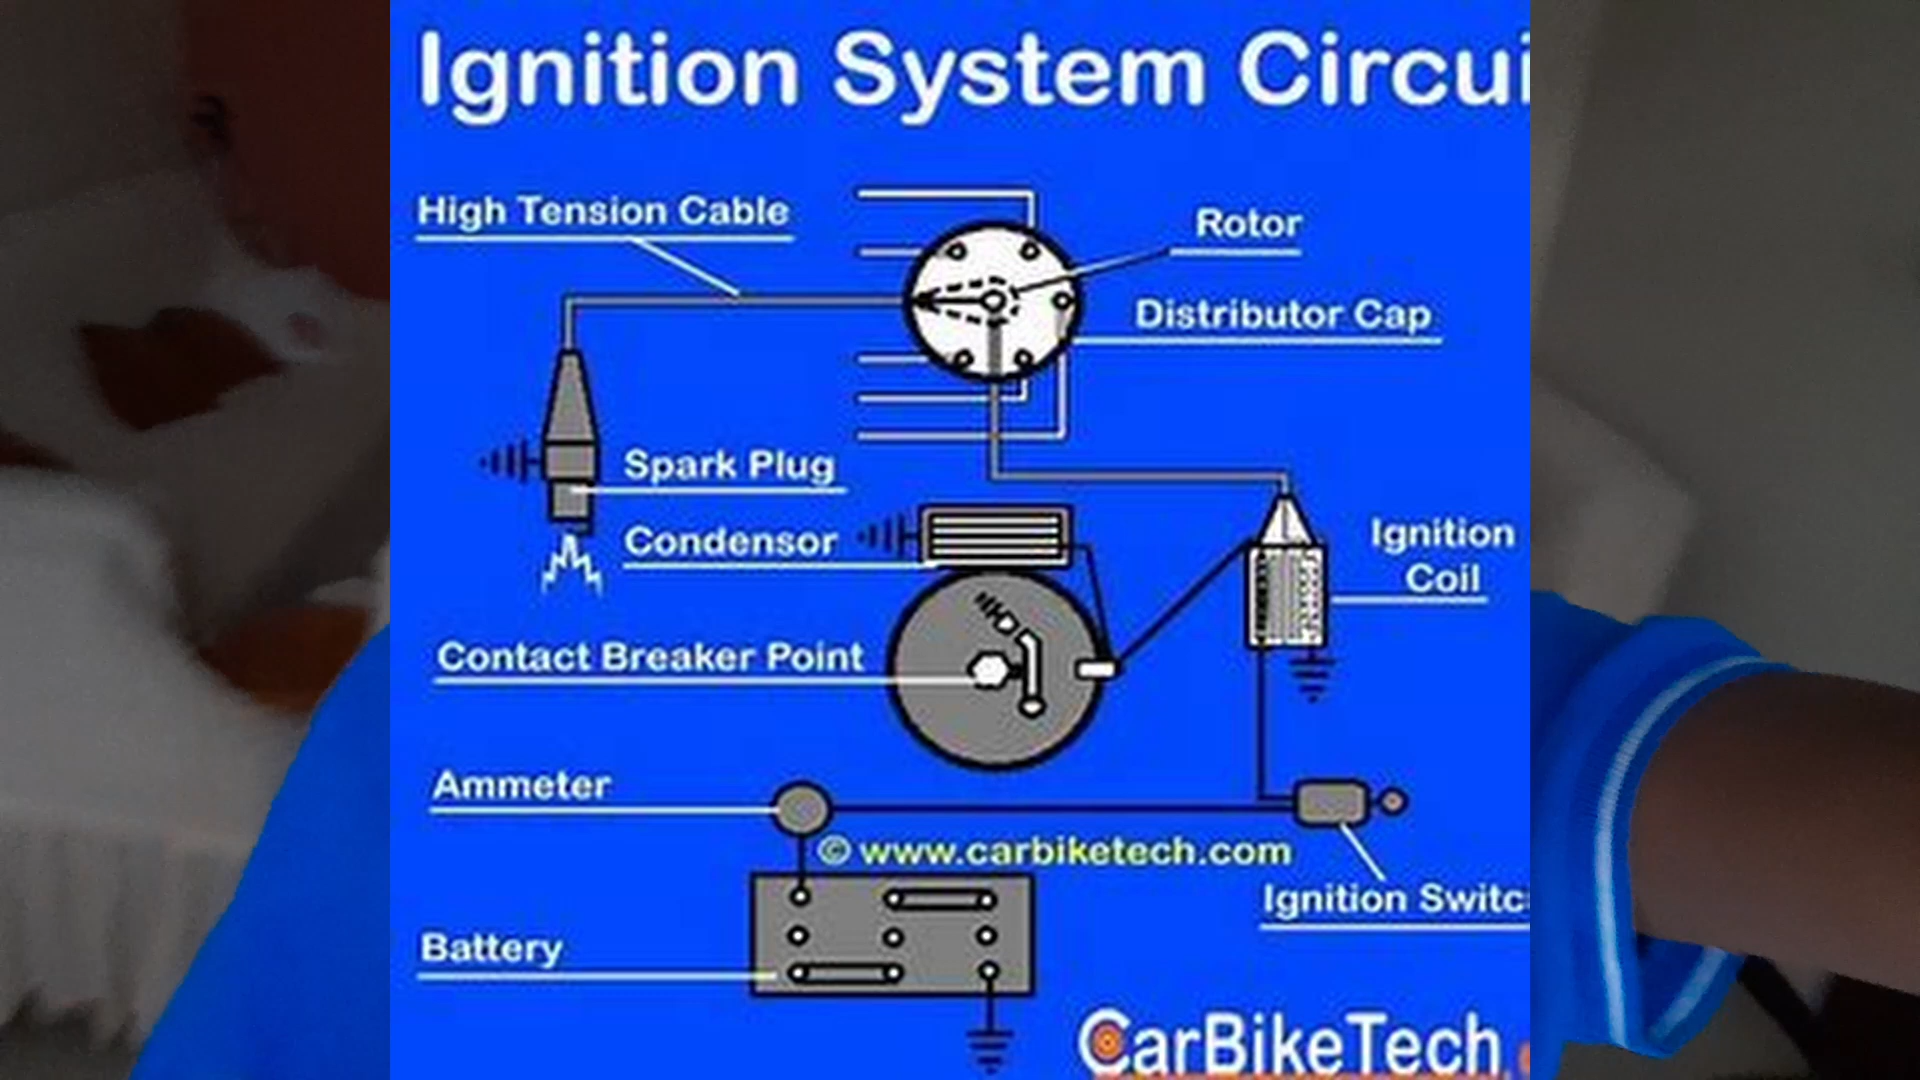 Ignition System Circui
High Tension Cable
Rotor
Distributor Cap
Spark Plug
Condensor
Ignition
Coil
Contact Breaker Point
Ammeter
© www.carbiketech.com
Ignition Switc
Battery
CarBikeTech